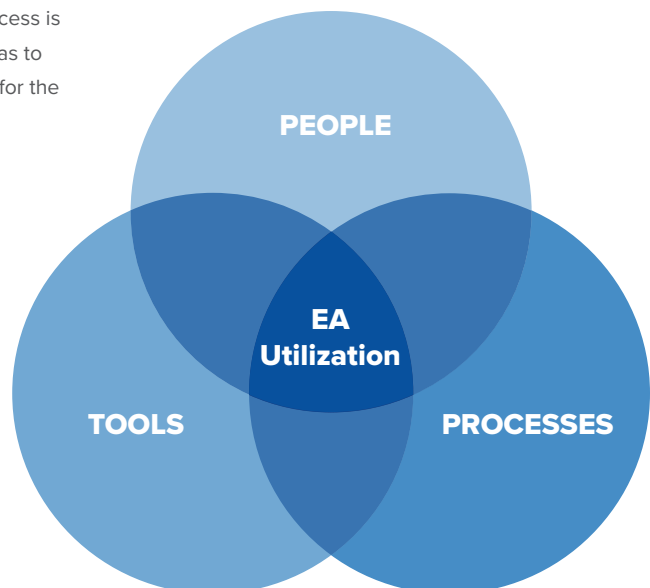 cess is
as to
for the
PEOPLE
EA
Utilization
TOOLS
PROCESSES